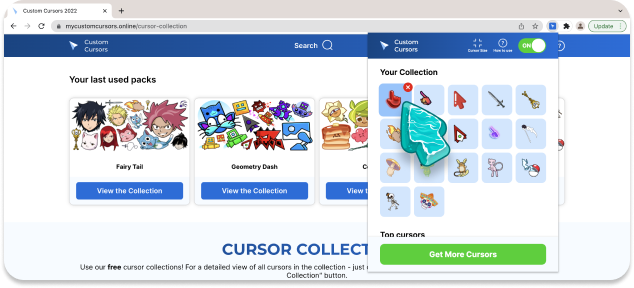 Custom Cursors 2022
mycustomcursors.online/cursor-collection
Update
Custom
Cursors
Search
Custom
Cursors
Cursor Size
How to use
ON
Your last used packs
Your Collection
Fairy Tail
Geometry Dash
View the Collection
View the Collection
View t
Top cursors
Get More Cursors
CURSOR COLLECT
Use our free cursor collections! For a detailed view of all cursors in the collection - just
Collection" button.